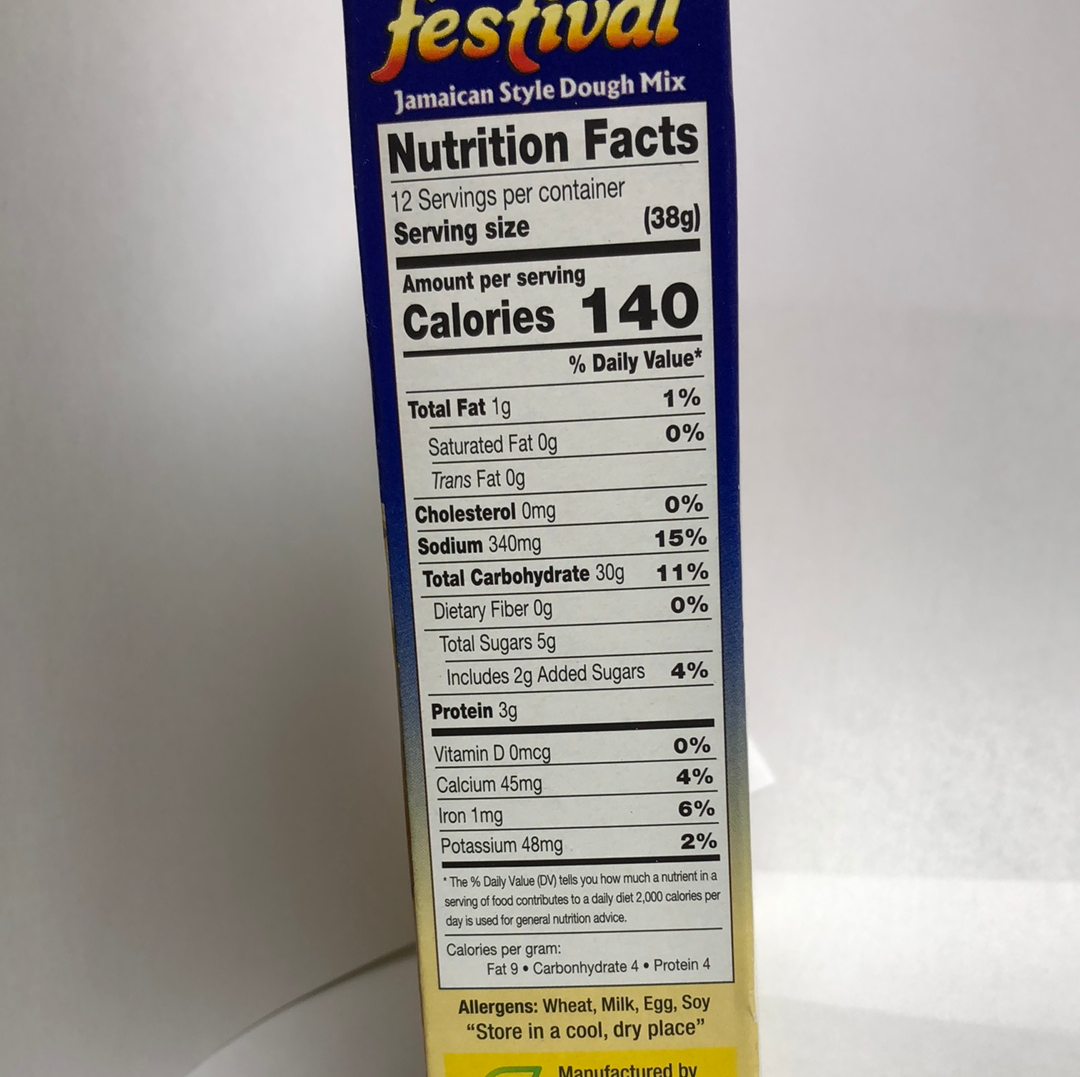 festival
Jamaican Style Dough Mix
Nutrition Facts
12 Servings per container
Serving size (38g)
Amount per serving
Calories 140
% Daily Value*
Total Fat 1g 1%
Saturated Fat 0g 0%
Trans Fat 0g
Cholesterol 0mg 0%
Sodium 340mg 15%
Total Carbohydrate 30g 11%
Dietary Fiber 0g 0%
Total Sugars 5g
Includes 2g Added Sugars 4%
Protein 3g
Vitamin D 0mcg 0%
Calcium 45mg 4%
Iron 1mg 6%
Potassium 48mg 2%
* The % Daily Value (DV) tells you how much a nutrient in a
serving of food contributes to a daily diet 2,000 calories per
day is used for general nutrition advice.
Calories per gram:
Fat 9 • Carbonhydrate 4 • Protein 4
Allergens: Wheat, Milk, Egg, Soy
"Store in a cool, dry place"
Manufactured by